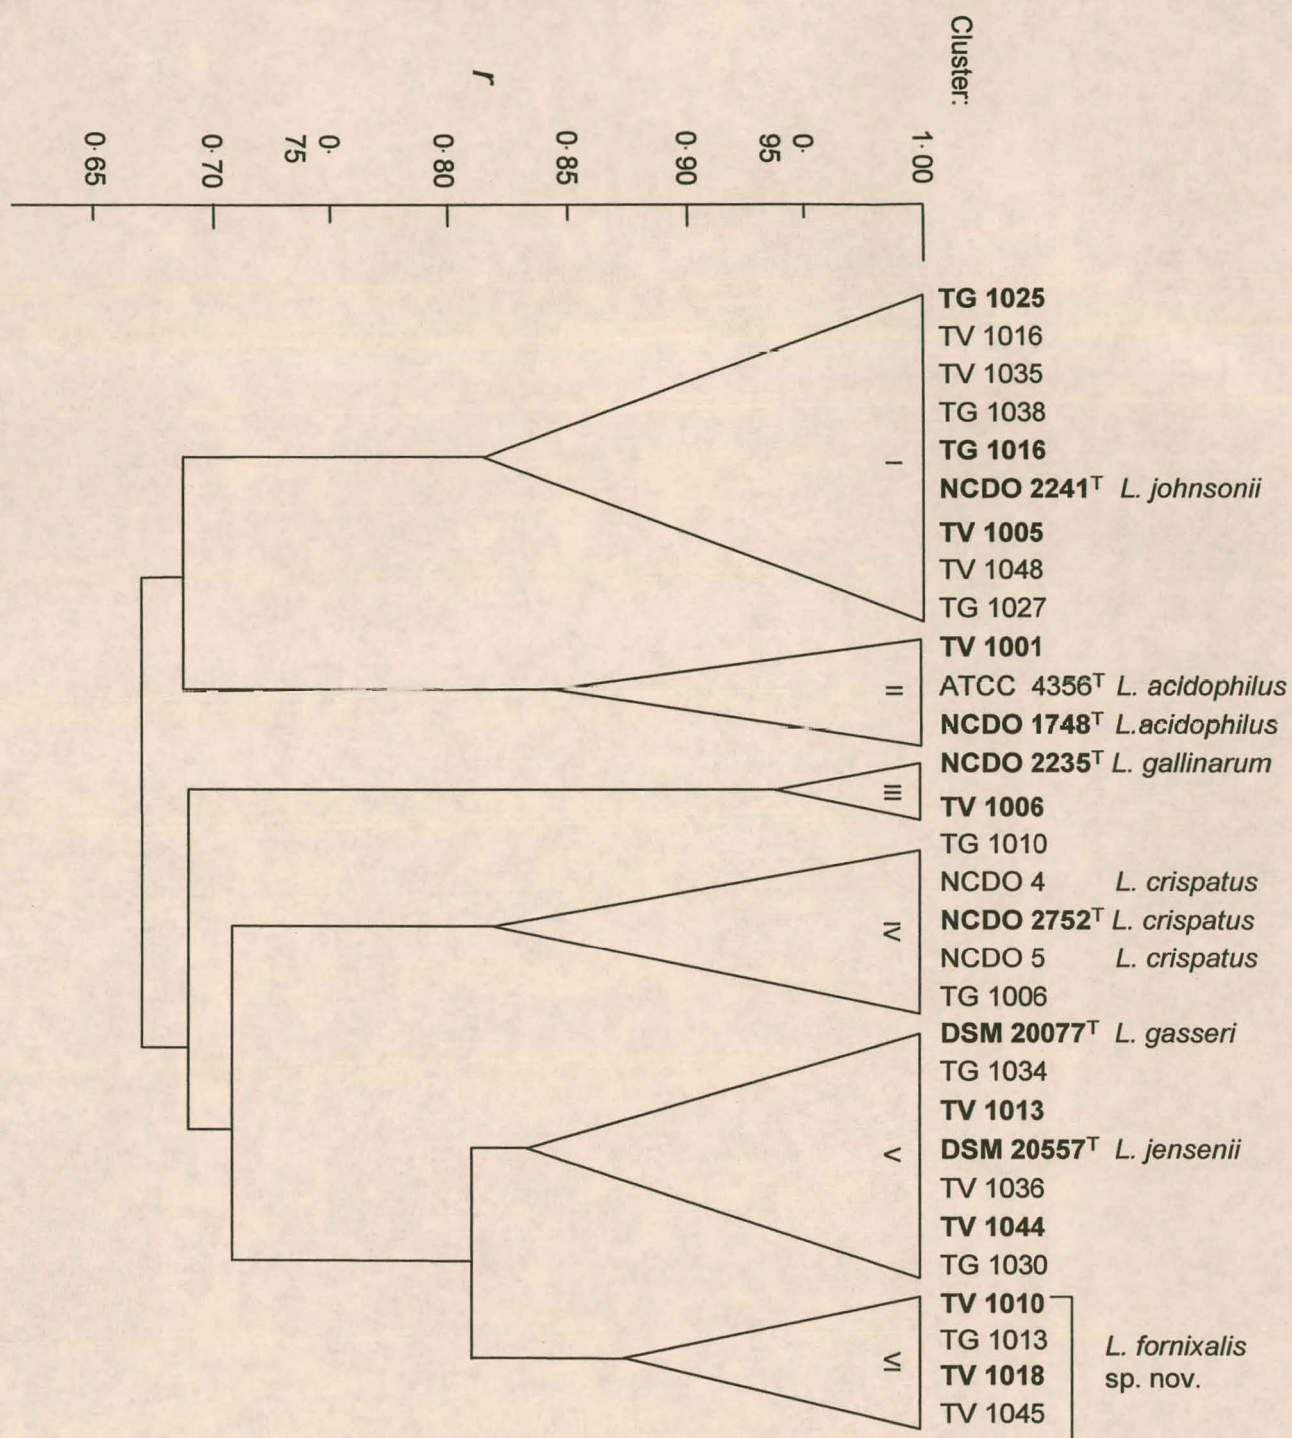 Cluster:
r
0·65
0·70
0·
75
0·80
0·85
0·90
0·
95
1·00
TG 1025
TV 1016
TV 1035
TG 1038
TG 1016
NCDO 2241ᵀ L. johnsonii
TV 1005
TV 1048
TG 1027
I
TV 1001
ATCC 4356ᵀ L. acidophilus
NCDO 1748ᵀ L.acidophilus
II
NCDO 2235ᵀ L. gallinarum
TV 1006
III
TG 1010
NCDO 4 L. crispatus
NCDO 2752ᵀ L. crispatus
NCDO 5 L. crispatus
TG 1006
IV
DSM 20077ᵀ L. gasseri
TG 1034
TV 1013
DSM 20557ᵀ L. jensenii
TV 1036
TV 1044
TG 1030
V
TV 1010
TG 1013
TV 1018
TV 1045
VI
L. fornixalis
sp. nov.